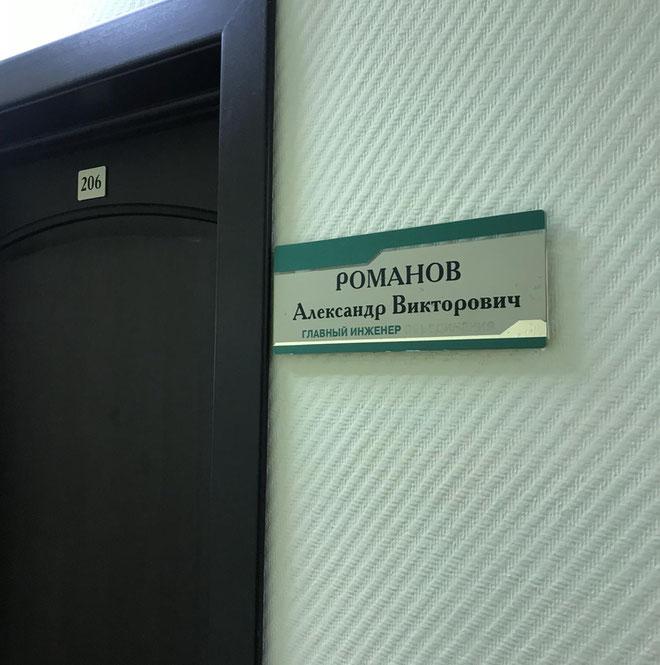 206
РОМАНОВ
Александр Викторович
ГЛАВНЫЙ ИНЖЕНЕР